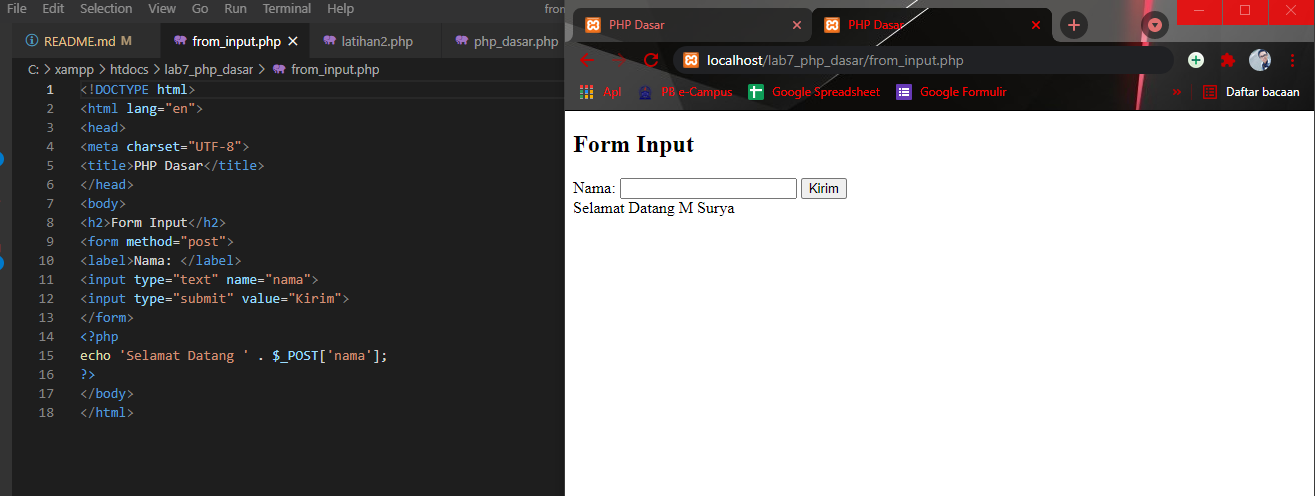 File Edit Selection View Go Run Terminal Help from
README.md M from_input.php latihan2.php php_dasar.php
C: > xampp > htdocs > lab7_php_dasar > from_input.php
1 <!DOCTYPE html>
2 <html lang="en">
3 <head>
4 <meta charset="UTF-8">
5 <title>PHP Dasar</title>
6 </head>
7 <body>
8 <h2>Form Input</h2>
9 <form method="post">
10 <label>Nama: </label>
11 <input type="text" name="nama">
12 <input type="submit" value="Kirim">
13 </form>
14 <?php
15 echo 'Selamat Datang ' . $_POST['nama'];
16 ?>
17 </body>
18 </html>
PHP Dasar PHP Dasar
localhost/lab7_php_dasar/from_input.php
Apl PB e-Campus Google Spreadsheet Google Formulir » Daftar bacaan
Form Input
Nama: Kirim
Selamat Datang M Surya